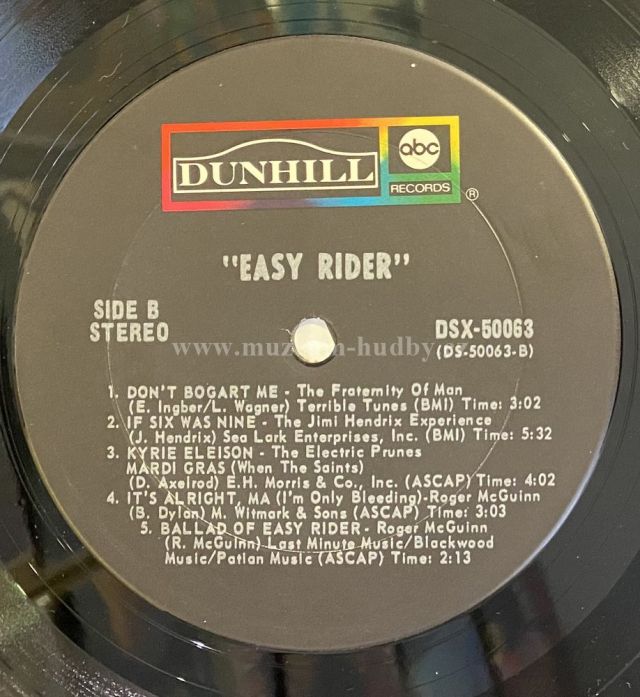 DUNHILL
abc
RECORDS
®
"EASY RIDER"
SIDE B
STEREO
DSX-50063
(DS-50063-B)
www.muzeum-hudby.cz
1. DON'T BOGART ME - The Fraternity Of Man
(E. Ingber/L. Wagner) Terrible Tunes (BMI) Time: 3:02
2. IF SIX WAS NINE - The Jimi Hendrix Experience
(J. Hendrix) Sea Lark Enterprises, Inc. (BMI) Time: 5:32
3. KYRIE ELEISON - The Electric Prunes
MARDI GRAS (When The Saints)
(D. Axelrod) E.H. Morris & Co., Inc. (ASCAP) Time: 4:02
4. IT'S ALRIGHT, MA (I'm Only Bleeding)-Roger McGuinn
(B. Dylan) M. Witmark & Sons (ASCAP) Time: 3:03
5. BALLAD OF EASY RIDER - Roger McGuinn
(R. McGuinn) Last Minute Music/Blackwood
Music/Patian Music (ASCAP) Time: 2:13